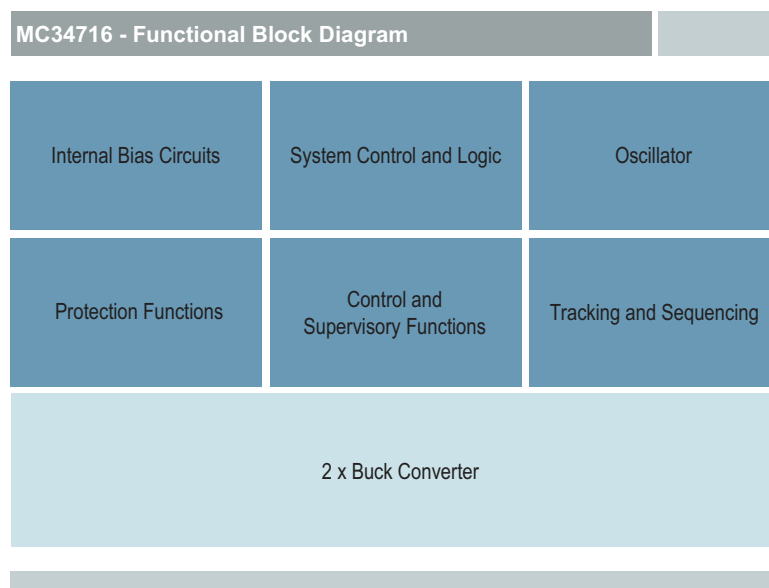 MC34716 - Functional Block Diagram
Internal Bias Circuits
System Control and Logic
Oscillator
Protection Functions
Control and
Supervisory Functions
Tracking and Sequencing
2 x Buck Converter